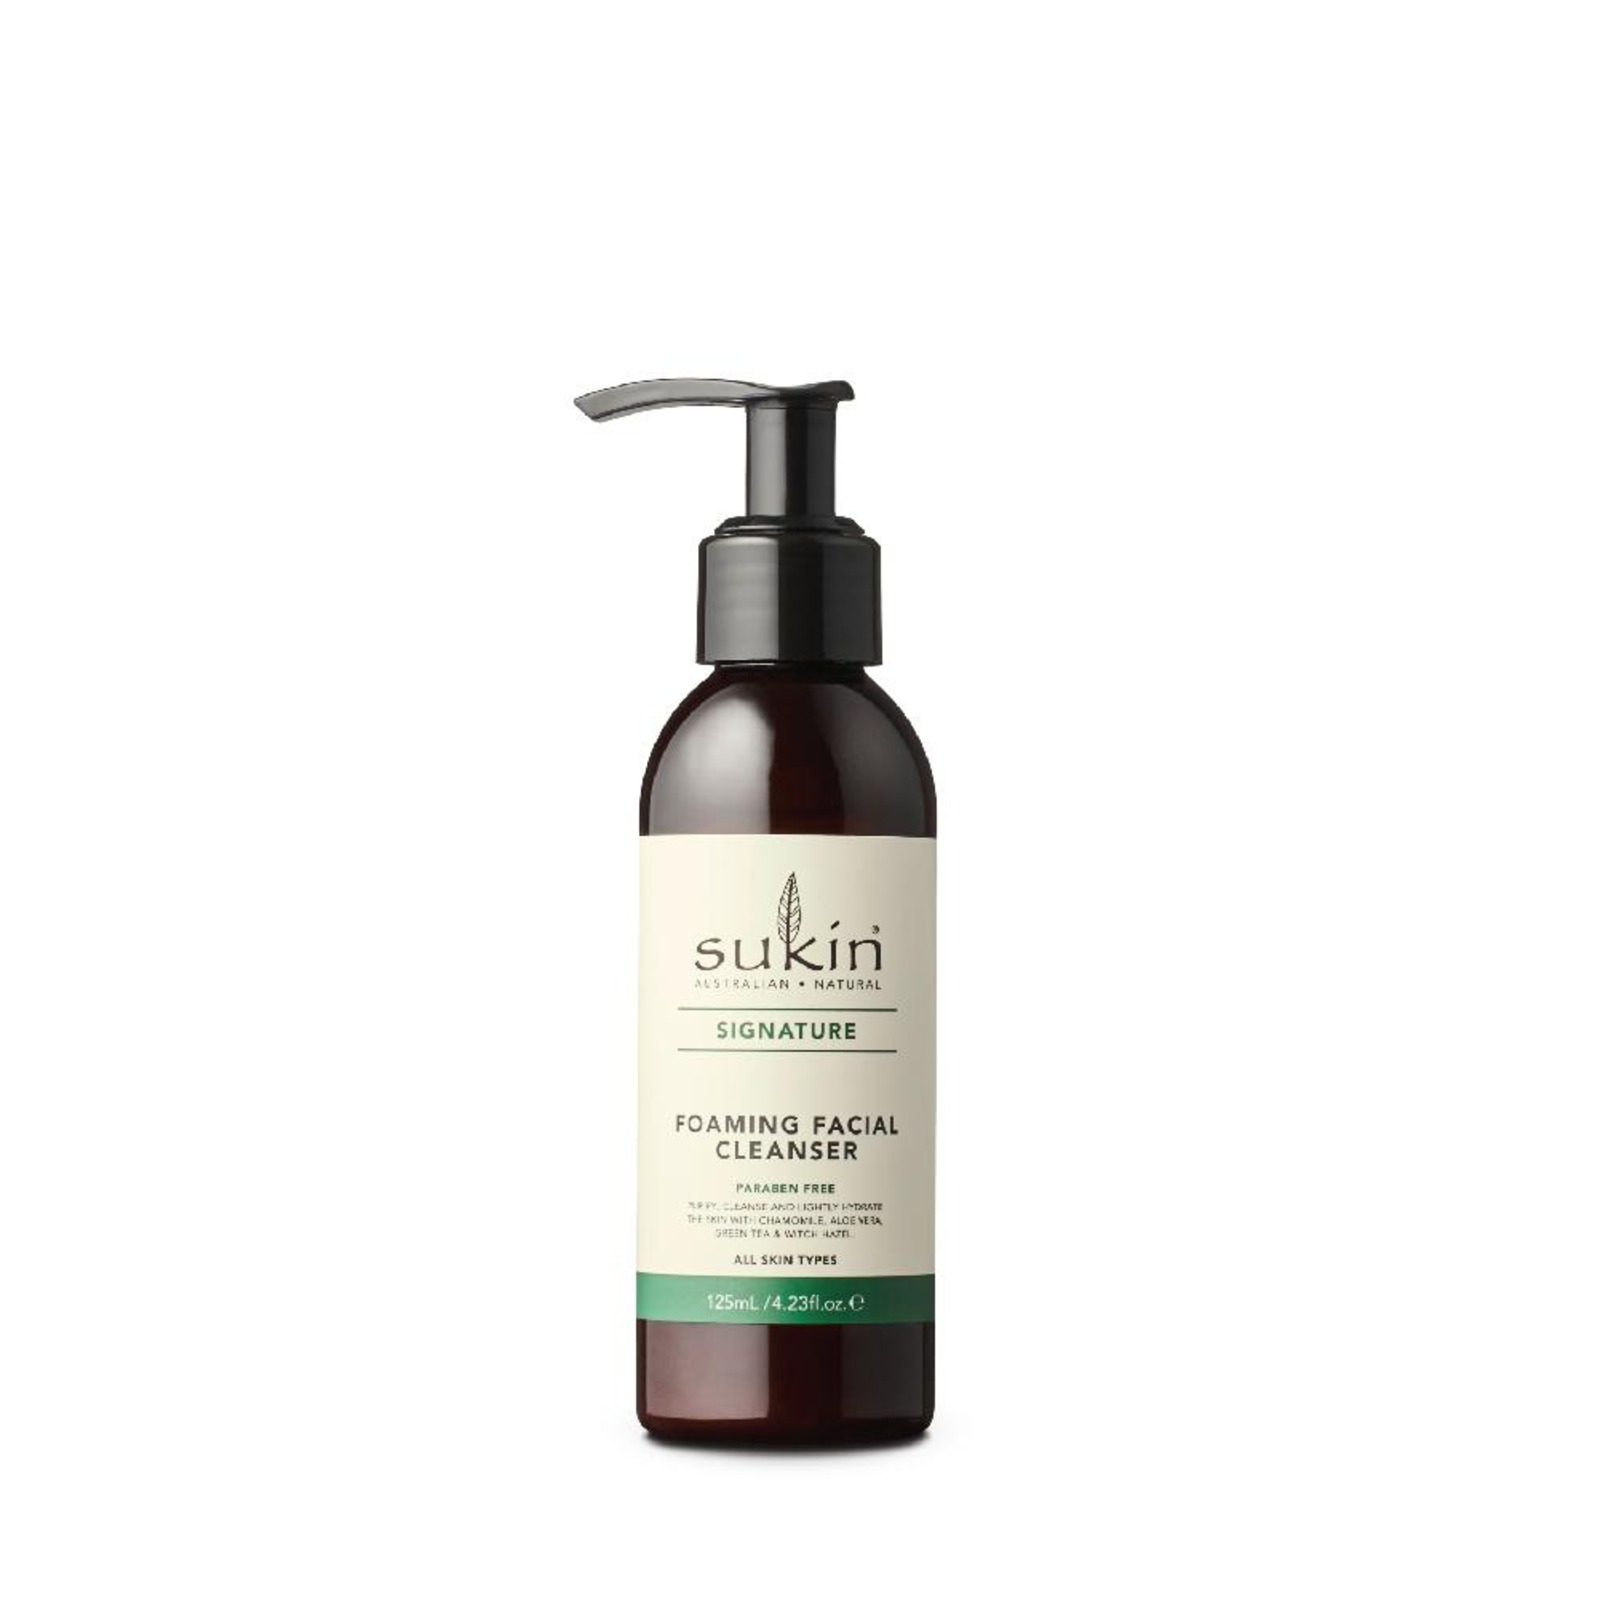 sukin®
AUSTRALIAN • NATURAL
SIGNATURE
FOAMING FACIAL
CLEANSER
PARABEN FREE
PURIFY, CLEANSE AND LIGHTLY HYDRATE
THE SKIN WITH CHAMOMILE, ALOE VERA,
GREEN TEA & WITCH HAZEL.
ALL SKIN TYPES
125mL /4.23fl.oz.℮